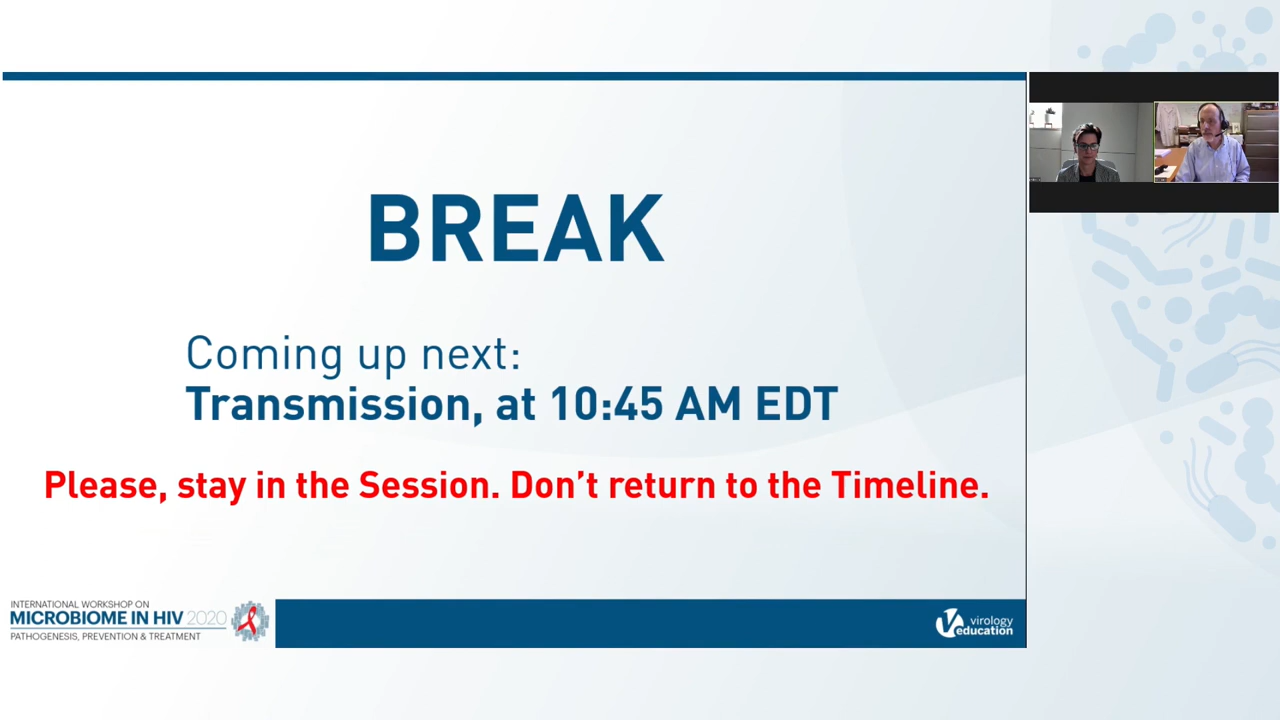 BREAK
Coming up next:
Transmission, at 10:45 AM EDT
Please, stay in the Session. Don’t return to the Timeline.
INTERNATIONAL WORKSHOP ON
MICROBIOME IN HIV 2020
PATHOGENESIS, PREVENTION & TREATMENT
virology
education